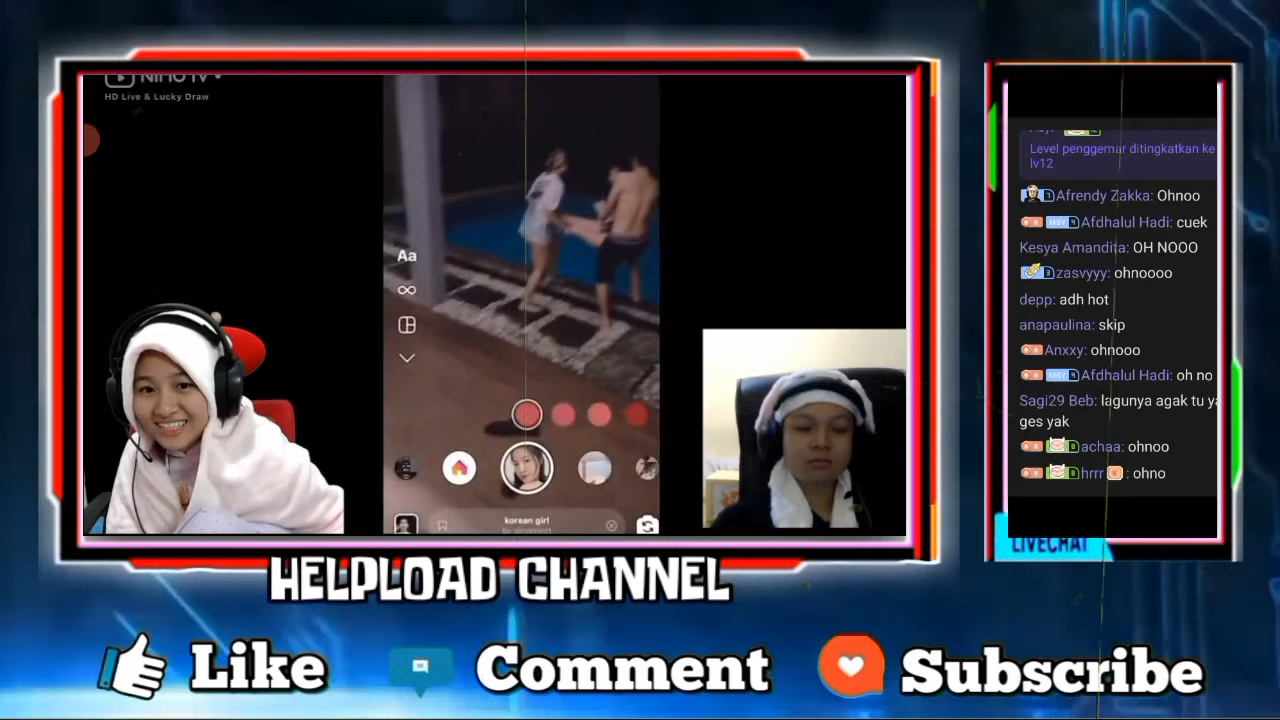 NIMOTV
HD Live & Lucky Draw
Aa
korean girl
Level penggemar ditingkatkan ke
lv12
Afrendy Zakka: Ohnoo
Afdhalul Hadi: cuek
Kesya Amandita: OH NOOO
zasvyyy: ohnoooo
depp: adh hot
anapaulina: skip
Anxxy: ohnooo
Afdhalul Hadi: oh no
Sagi29 Beb: lagunya agak tu ya
ges yak
achaa: ohnoo
hrrr K : ohno
LIVECHAT
HELPLOAD CHANNEL
Like
Comment
Subscribe